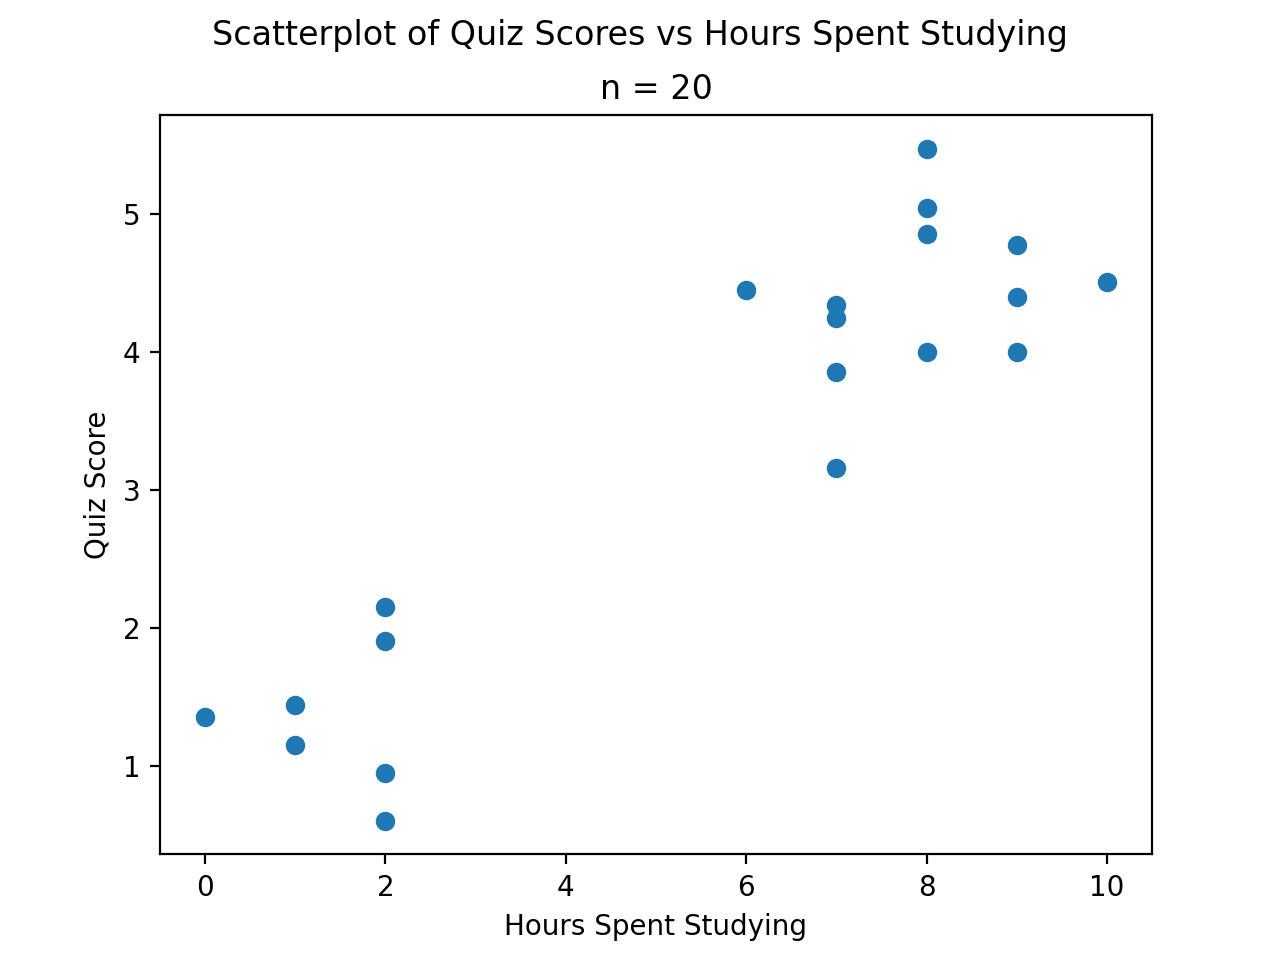 Scatterplot of Quiz Scores vs Hours Spent Studying
n = 20
5
4
3
2
1
Quiz Score
0 2 4 6 8 10
Hours Spent Studying